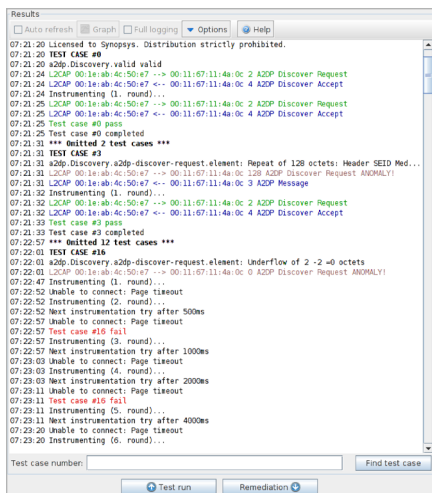 Results
Auto refresh Graph Full logging Options Help
07:21:20 Licensed to Synopsys. Distribution strictly prohibited.
07:21:20 TEST CASE #0
07:21:20 a2dp.Discovery.valid valid
07:21:24 L2CAP 00:1e:ab:4c:50:e7 --> 00:11:67:11:4a:0c 2 A2DP Discover Request
07:21:24 L2CAP 00:1e:ab:4c:50:e7 <-- 00:11:67:11:4a:0c 4 A2DP Discover Accept
07:21:24 Instrumenting (1. round)...
07:21:25 L2CAP 00:1e:ab:4c:50:e7 --> 00:11:67:11:4a:0c 2 A2DP Discover Request
07:21:25 L2CAP 00:1e:ab:4c:50:e7 <-- 00:11:67:11:4a:0c 4 A2DP Discover Accept
07:21:25 Test case #0 pass
07:21:25 Test case #0 completed
07:21:31 *** Omitted 2 test cases ***
07:21:31 TEST CASE #3
07:21:31 a2dp.Discovery.a2dp-discover-request.element: Repeat of 128 octets: Header SEID Med...
07:21:31 L2CAP 00:1e:ab:4c:50:e7 --> 00:11:67:11:4a:0c 128 A2DP Discover Request ANOMALY!
07:21:31 L2CAP 00:1e:ab:4c:50:e7 <-- 00:11:67:11:4a:0c 3 A2DP Message
07:21:32 Instrumenting (1. round)...
07:21:32 L2CAP 00:1e:ab:4c:50:e7 --> 00:11:67:11:4a:0c 2 A2DP Discover Request
07:21:32 L2CAP 00:1e:ab:4c:50:e7 <-- 00:11:67:11:4a:0c 4 A2DP Discover Accept
07:21:33 Test case #3 pass
07:21:33 Test case #3 completed
07:22:57 *** Omitted 12 test cases ***
07:22:01 TEST CASE #16
07:22:01 a2dp.Discovery.a2dp-discover-request.element: Underflow of 2 -2 =0 octets
07:22:01 L2CAP 00:1e:ab:4c:50:e7 --> 00:11:67:11:4a:0c 0 A2DP Discover Request ANOMALY!
07:22:47 Instrumenting (1. round)...
07:22:52 Unable to connect: Page timeout
07:22:52 Instrumenting (2. round)...
07:22:52 Next instrumentation try after 500ms
07:22:57 Unable to connect: Page timeout
07:22:57 Test case #16 fail
07:22:57 Instrumenting (3. round)...
07:22:57 Next instrumentation try after 1000ms
07:23:03 Unable to connect: Page timeout
07:23:03 Instrumenting (4. round)...
07:23:03 Next instrumentation try after 2000ms
07:23:11 Unable to connect: Page timeout
07:23:11 Test case #16 fail
07:23:11 Instrumenting (5. round)...
07:23:11 Next instrumentation try after 4000ms
07:23:20 Unable to connect: Page timeout
07:23:20 Instrumenting (6. round)...
Test case number: Find test case
Test run Remediation